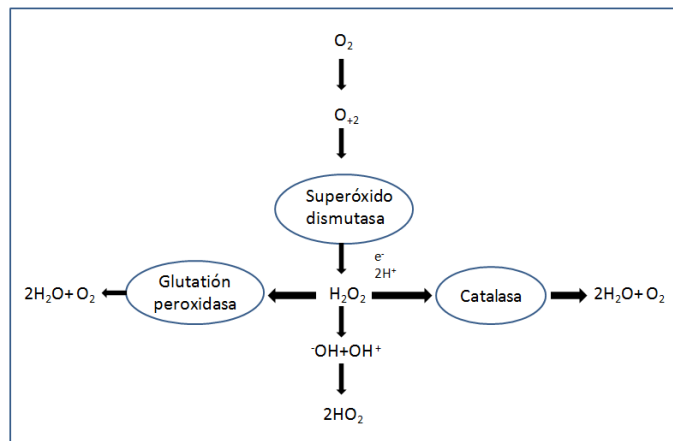 O₂
O₊₂
Superóxido
dismutasa
e⁻
2H⁺
2H₂O+ O₂
Glutatión
peroxidasa
H₂O₂
Catalasa
2H₂O+ O₂
⁻OH+OH⁺
2HO₂